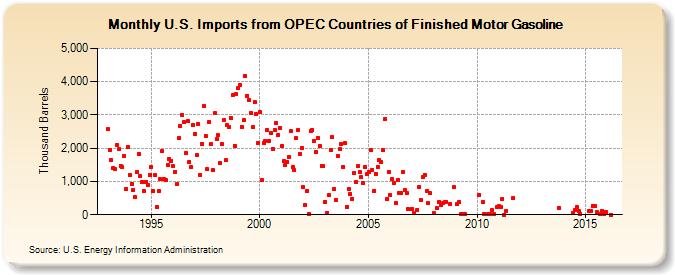 Monthly U.S. Imports from OPEC Countries of Finished Motor Gasoline
Thousand Barrels
5,000
4,000
3,000
2,000
1,000
0
1995 2000 2005 2010 2015
Source: U.S. Energy Information Administration